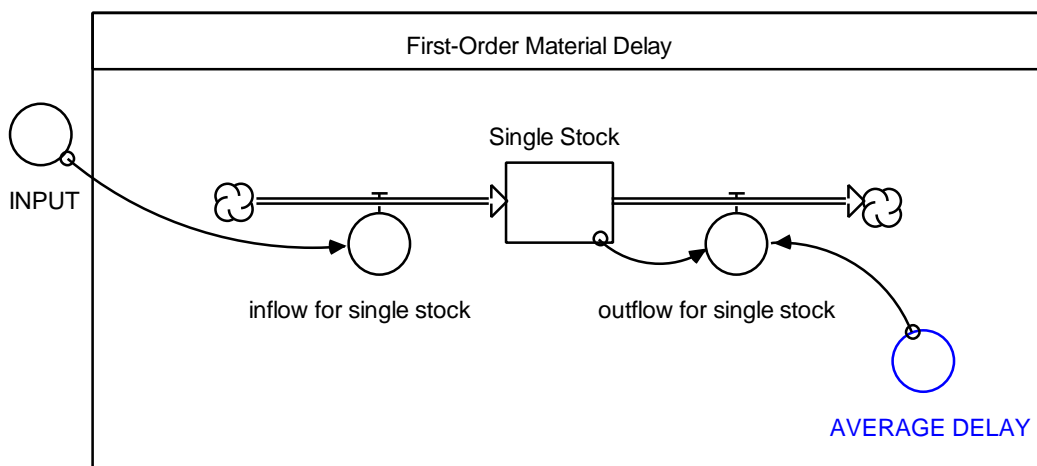 First-Order Material Delay
Single Stock
INPUT
inflow for single stock
outflow for single stock
AVERAGE DELAY